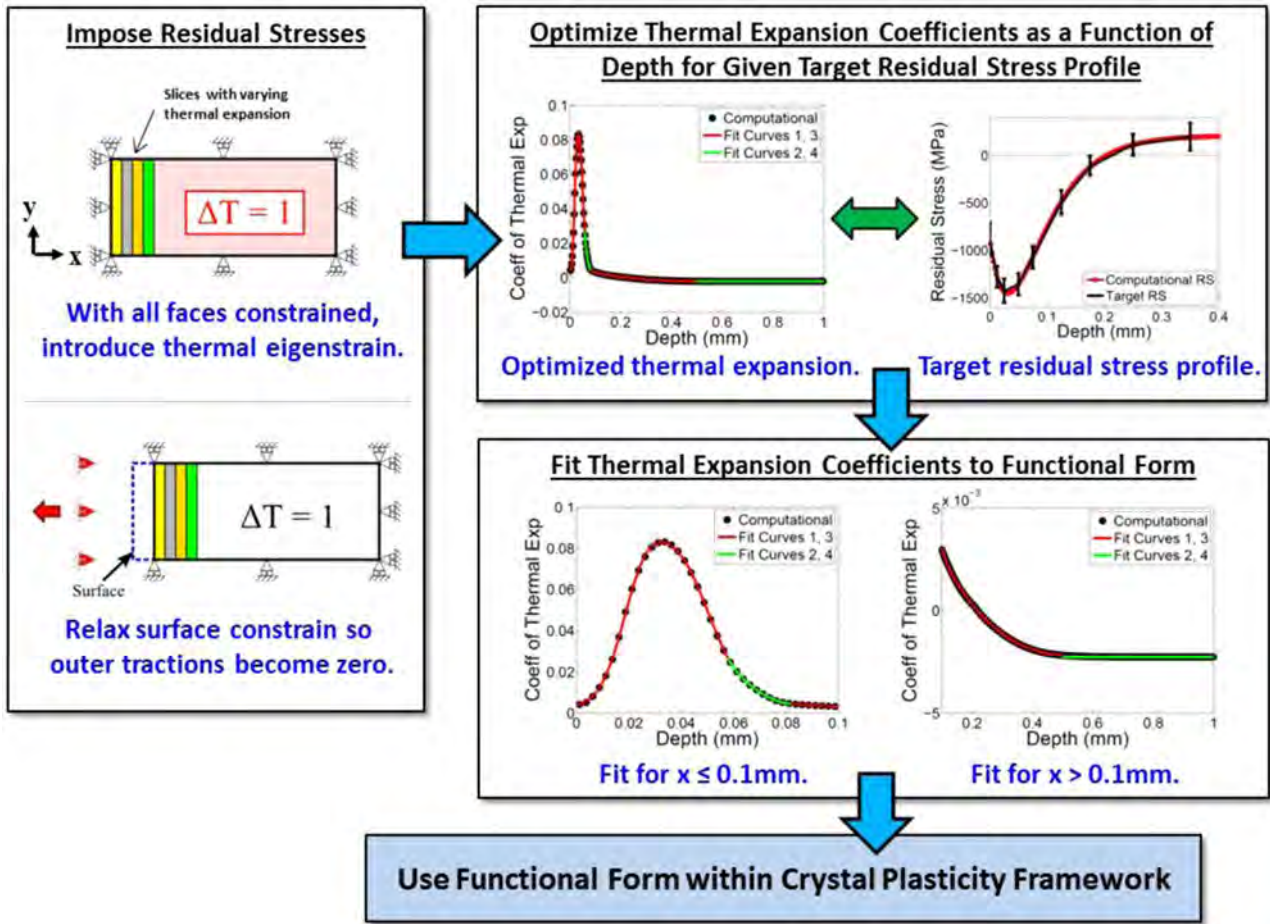 Impose Residual Stresses
Slices with varying
thermal expansion
ΔT = 1
y
x
With all faces constrained,
introduce thermal eigenstrain.
ΔT = 1
Surface
Relax surface constrain so
outer tractions become zero.
Optimize Thermal Expansion Coefficients as a Function of
Depth for Given Target Residual Stress Profile
Coeff of Thermal Exp
0.1
0.08
0.06
0.04
0.02
0
−0.02
Computational
Fit Curves 1, 3
Fit Curves 2, 4
0 0.2 0.4 0.6 0.8 1
Depth (mm)
Optimized thermal expansion.
Residual Stress (MPa)
0
−500
−1000
−1500
Computational RS
Target RS
0 0.1 0.2 0.3 0.4
Depth (mm)
Target residual stress profile.
Fit Thermal Expansion Coefficients to Functional Form
Coeff of Thermal Exp
0.1
0.08
0.06
0.04
0.02
0
Computational
Fit Curves 1, 3
Fit Curves 2, 4
0 0.02 0.04 0.06 0.08 0.1
Depth (mm)
Fit for x ≤ 0.1mm.
Coeff of Thermal Exp
x 10⁻³
5
0
−5
Computational
Fit Curves 1, 3
Fit Curves 2, 4
0.2 0.4 0.6 0.8 1
Depth (mm)
Fit for x > 0.1mm.
Use Functional Form within Crystal Plasticity Framework